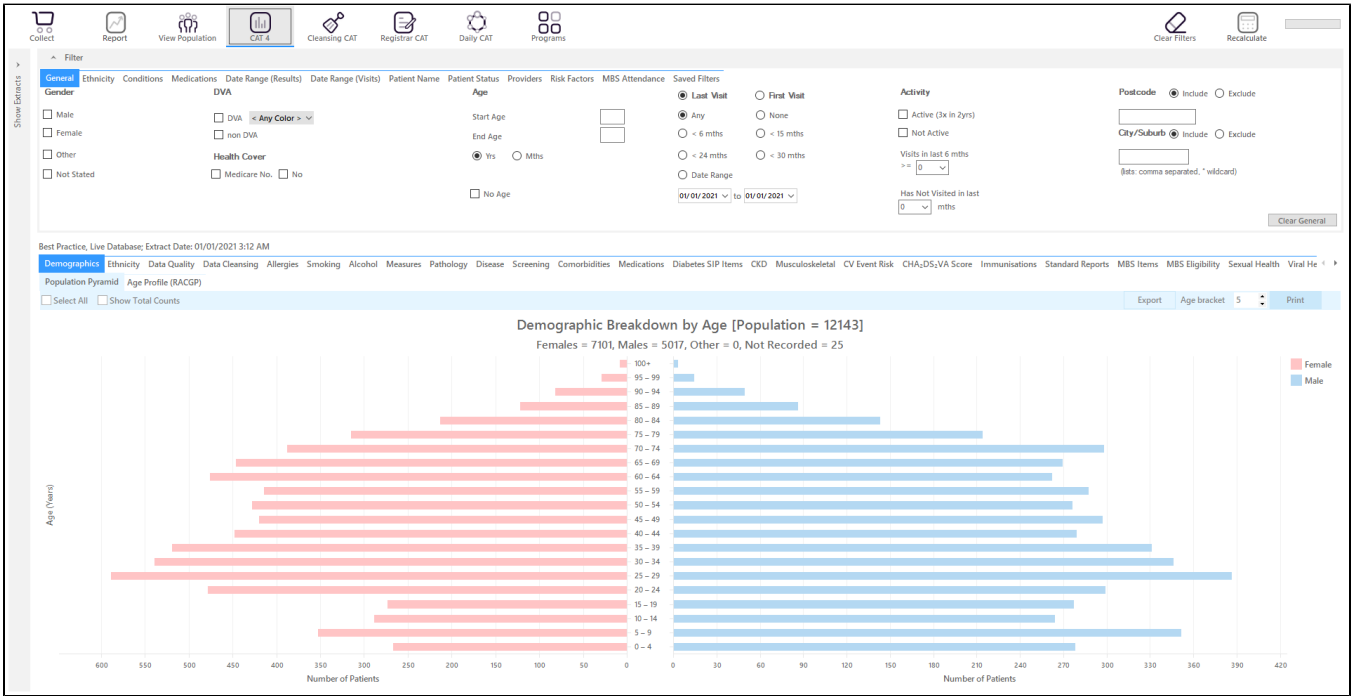 Collect Report View Population CAT 4 Cleansing CAT Registrar CAT Daily CAT Programs Clear Filters Recalculate
Show Extracts
Filter
General Ethnicity Conditions Medications Date Range (Results) Date Range (Visits) Patient Name Patient Status Providers Risk Factors MBS Attendance Saved Filters
Gender DVA Age Last Visit First Visit Activity Postcode Include Exclude
Male DVA < Any Color > Start Age Any None Active (3x in 2yrs)
Female non DVA End Age < 6 mths < 15 mths Not Active City/Suburb Include Exclude
Other Health Cover Yrs Mths < 24 mths < 30 mths Visits in last 6 mths
>= 0
Not Stated Medicare No. No Date Range (lists: comma separated, * wildcard)
No Age 01/01/2021 to 01/01/2021 Has Not Visited in last
0 mths
Clear General
Best Practice, Live Database; Extract Date: 01/01/2021 3:12 AM
Demographics Ethnicity Data Quality Data Cleansing Allergies Smoking Alcohol Measures Pathology Disease Screening Comorbidities Medications Diabetes SIP Items CKD Musculoskeletal CV Event Risk CHA₂DS₂VA Score Immunisations Standard Reports MBS Items MBS Eligibility Sexual Health Viral He
Population Pyramid Age Profile (RACGP)
Select All Show Total Counts Export Age bracket 5 Print
Demographic Breakdown by Age [Population = 12143]
Females = 7101, Males = 5017, Other = 0, Not Recorded = 25
Female
Male
100+
95 – 99
90 – 94
85 – 89
80 – 84
75 – 79
70 – 74
65 – 69
60 – 64
55 – 59
50 – 54
45 – 49
40 – 44
35 – 39
30 – 34
25 – 29
20 – 24
15 – 19
10 – 14
5 – 9
0 – 4
Age (Years)
600 550 500 450 400 350 300 250 200 150 100 50 0 0 30 60 90 120 150 180 210 240 270 300 330 360 390 420
Number of Patients Number of Patients